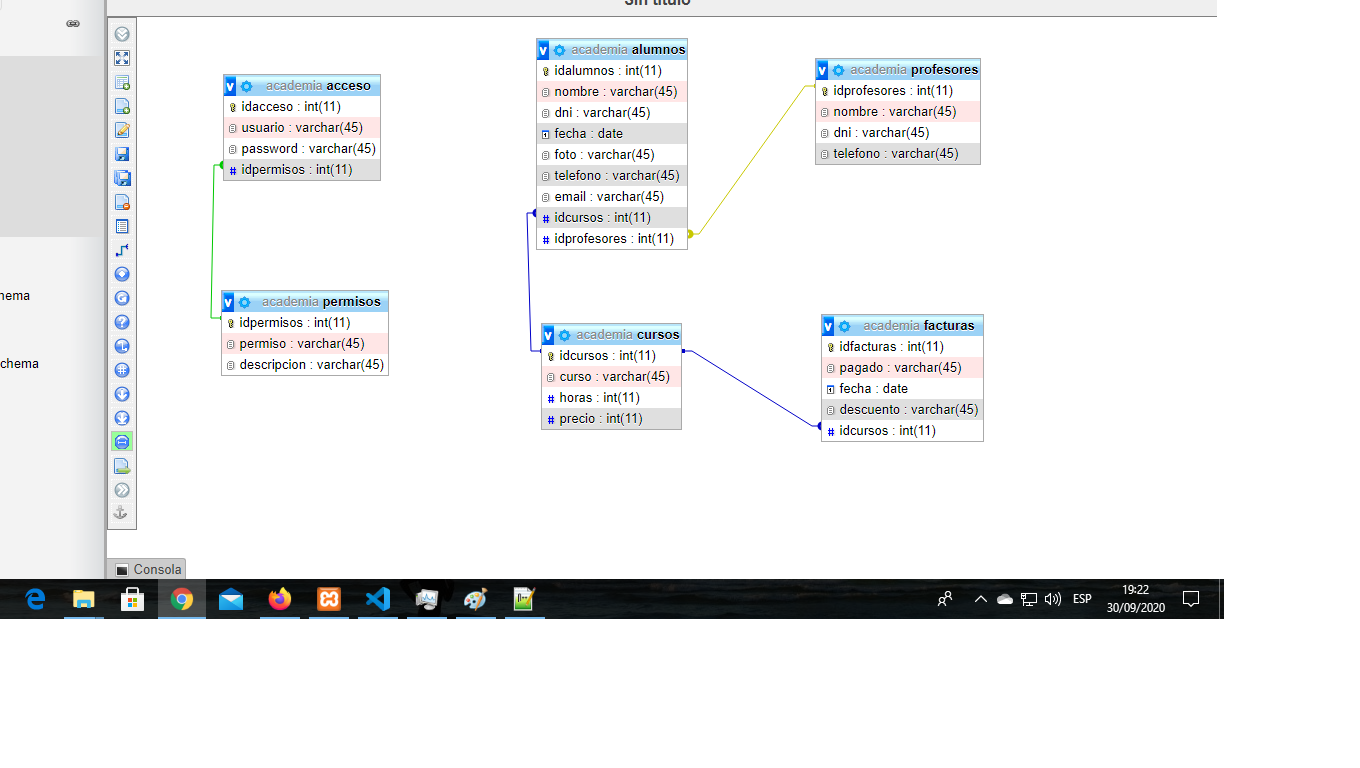 Sin título
academia acceso
idacceso : int(11)
usuario : varchar(45)
password : varchar(45)
idpermisos : int(11)
academia permisos
idpermisos : int(11)
permiso : varchar(45)
descripcion : varchar(45)
academia alumnos
idalumnos : int(11)
nombre : varchar(45)
dni : varchar(45)
fecha : date
foto : varchar(45)
telefono : varchar(45)
email : varchar(45)
idcursos : int(11)
idprofesores : int(11)
academia cursos
idcursos : int(11)
curso : varchar(45)
horas : int(11)
precio : int(11)
academia profesores
idprofesores : int(11)
nombre : varchar(45)
dni : varchar(45)
telefono : varchar(45)
academia facturas
idfacturas : int(11)
pagado : varchar(45)
fecha : date
descuento : varchar(45)
idcursos : int(11)
hema
chema
Consola
ESP
19:22
30/09/2020